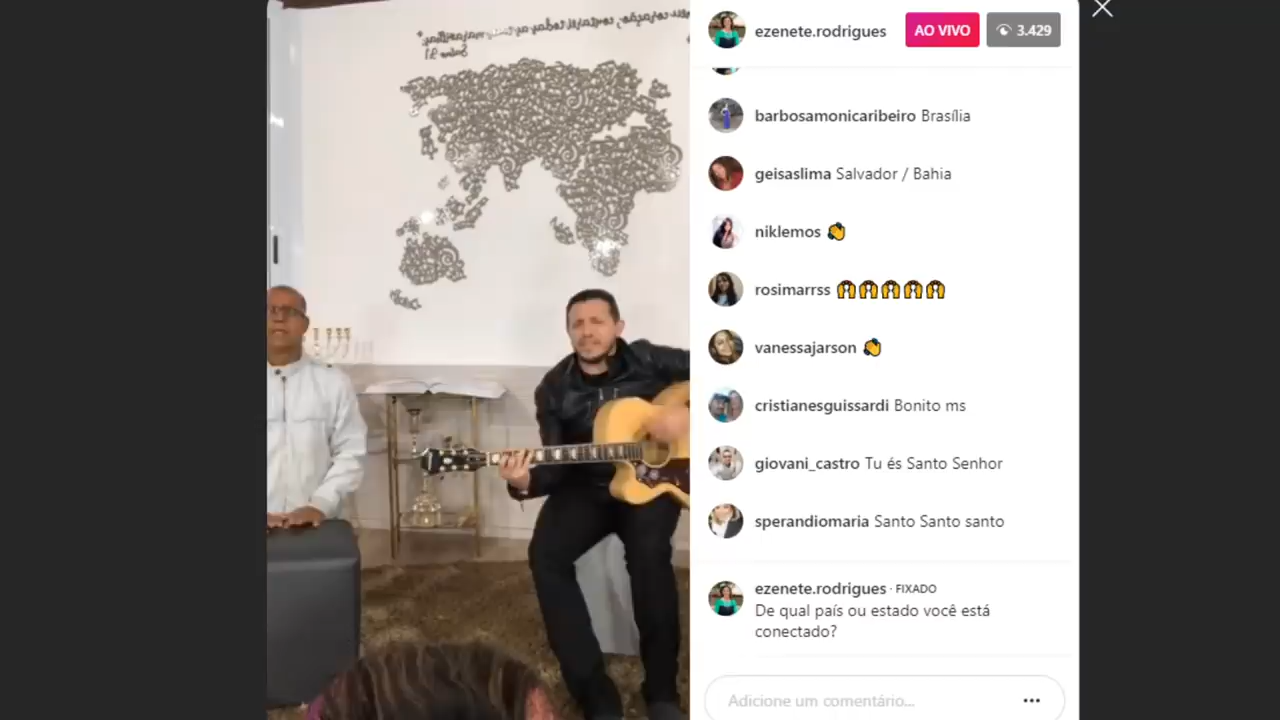 ezenete.rodrigues
AO VIVO
3.429
barbosamonicaribeiro Brasília
geisaslima Salvador / Bahia
niklemos 👏
rosimarrss 🙌🙌🙌🙌🙌
vanessajarson 👏
cristianesguissardi Bonito ms
giovani_castro Tu és Santo Senhor
sperandiomaria Santo Santo santo
ezenete.rodrigues · FIXADO
De qual país ou estado você está
conectado?
Adicione um comentário...